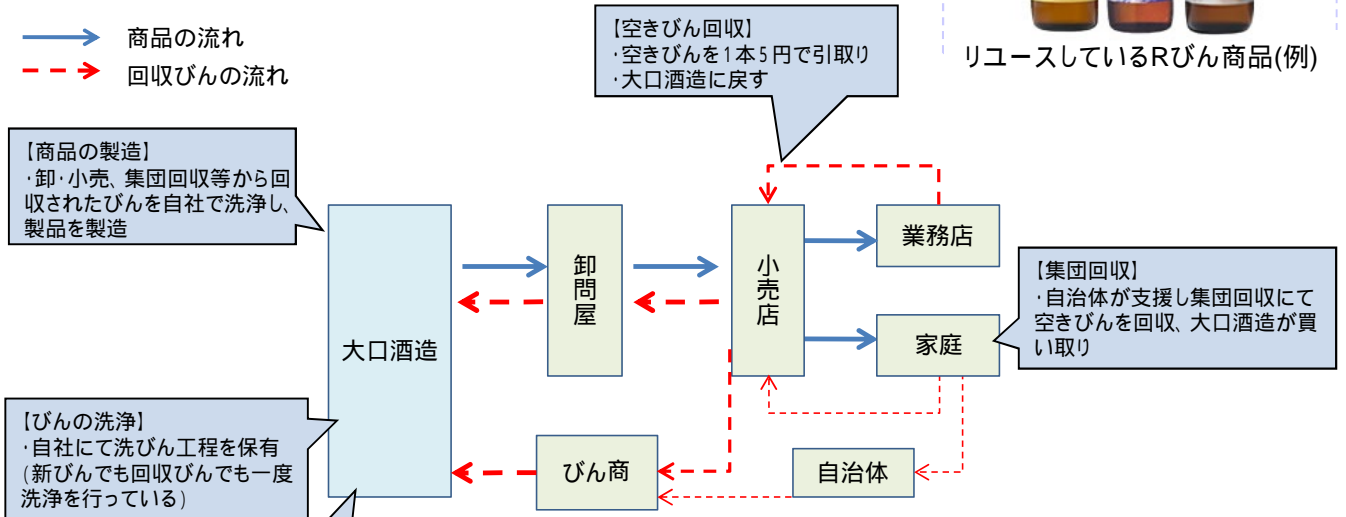 商品の流れ
回収びんの流れ
【空きびん回収】
・空きびんを1本5円で引取り
・大口酒造に戻す
リユースしているRびん商品(例)
【商品の製造】
・卸・小売、集団回収等から回
収されたびんを自社で洗浄し、
製品を製造
大口酒造
卸問屋
小売店
業務店
家庭
【集団回収】
・自治体が支援し集団回収にて
空きびんを回収、大口酒造が買
い取り
【びんの洗浄】
・自社にて洗びん工程を保有
(新びんでも回収びんでも一度
洗浄を行っている)
びん商
自治体